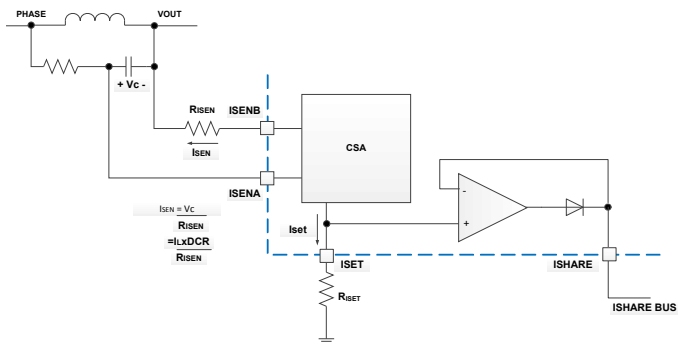 PHASE
VOUT
+ Vc -
RISEN
ISENB
ISEN
ISENA
CSA
-
+
ISEN = Vc
RISEN
=ILxDCR
RISEN
Iset
ISET
ISHARE
RISET
ISHARE BUS